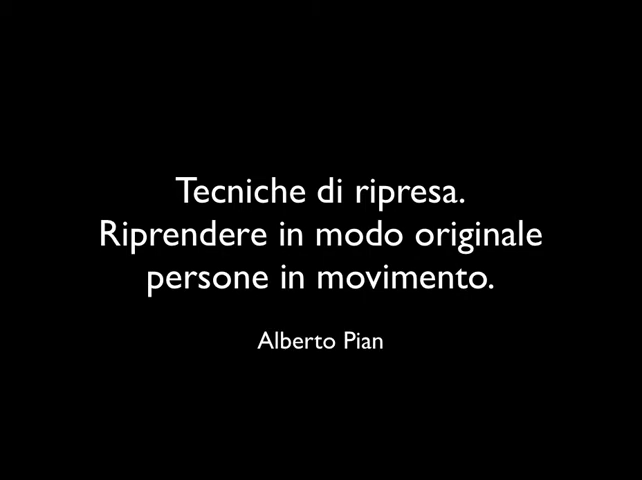 Tecniche di ripresa.
Riprendere in modo originale
persone in movimento.
Alberto Pian